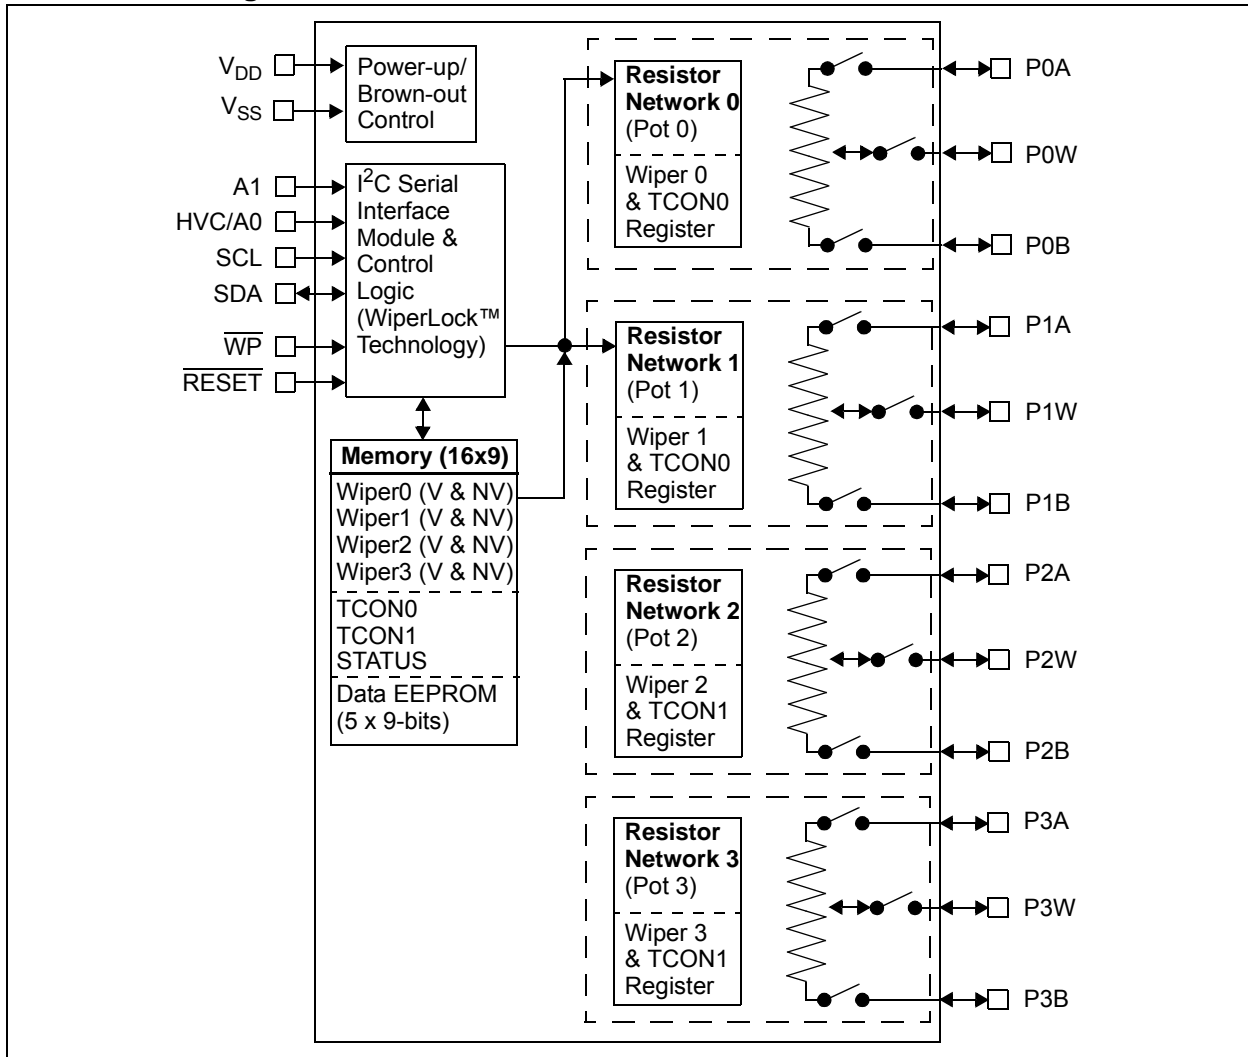 V_DD
V_SS
Power-up/
Brown-out
Control
A1
HVC/A0
SCL
SDA
WP
RESET
I²C Serial
Interface
Module &
Control
Logic
(WiperLock™
Technology)
Memory (16x9)
Wiper0 (V & NV)
Wiper1 (V & NV)
Wiper2 (V & NV)
Wiper3 (V & NV)
TCON0
TCON1
STATUS
Data EEPROM
(5 x 9-bits)
Resistor
Network 0
(Pot 0)
Wiper 0
& TCON0
Register
P0A
P0W
P0B
Resistor
Network 1
(Pot 1)
Wiper 1
& TCON0
Register
P1A
P1W
P1B
Resistor
Network 2
(Pot 2)
Wiper 2
& TCON1
Register
P2A
P2W
P2B
Resistor
Network 3
(Pot 3)
Wiper 3
& TCON1
Register
P3A
P3W
P3B